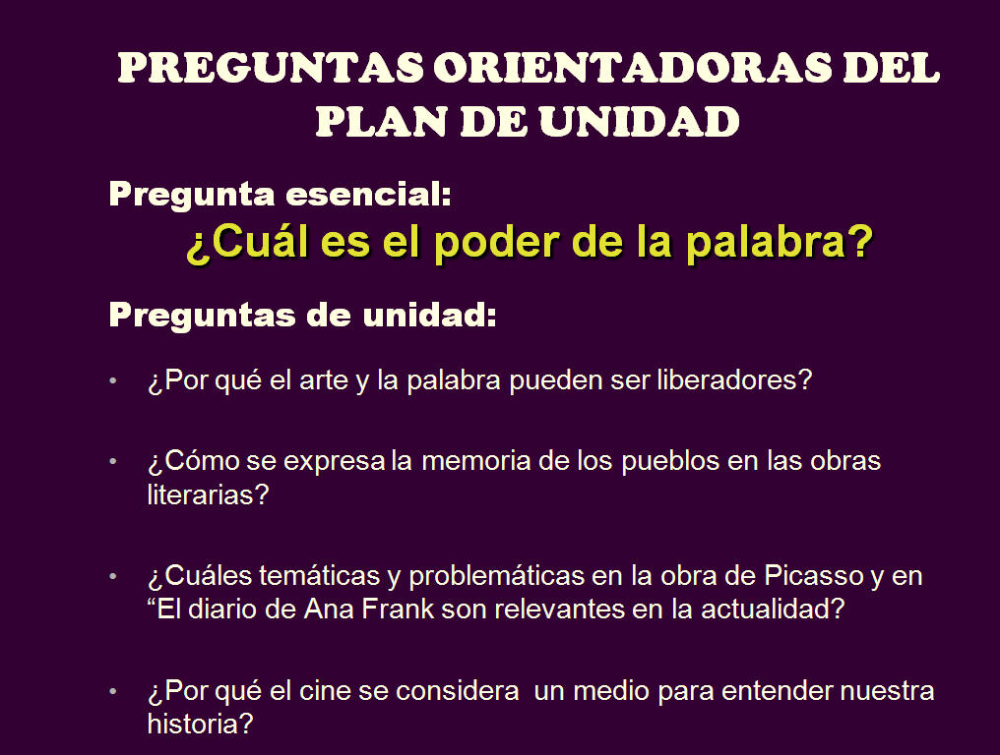 PREGUNTAS ORIENTADORAS DEL
PLAN DE UNIDAD
Pregunta esencial:
¿Cuál es el poder de la palabra?
Preguntas de unidad:
• ¿Por qué el arte y la palabra pueden ser liberadores?
• ¿Cómo se expresa la memoria de los pueblos en las obras
literarias?
• ¿Cuáles temáticas y problemáticas en la obra de Picasso y en
“El diario de Ana Frank son relevantes en la actualidad?
• ¿Por qué el cine se considera  un medio para entender nuestra
historia?